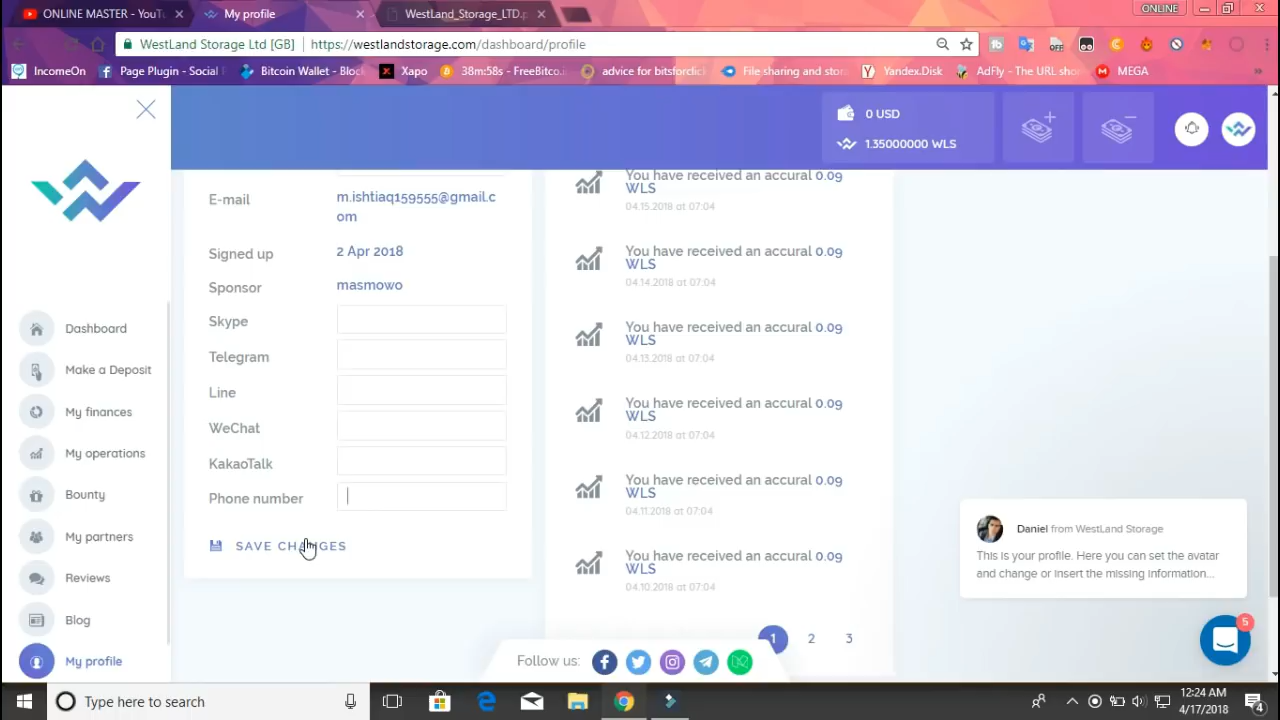 ONLINE MASTER - YouT
My profile
WestLand_Storage_LTD.p
ONLINE
WestLand Storage Ltd [GB]
https://westlandstorage.com/dashboard/profile
IncomeOn
Page Plugin - Social
Bitcoin Wallet - Block
Xapo
38m:58s - FreeBitco.i
advice for bitsforclick
File sharing and stora
Yandex.Disk
AdFly - The URL sho
MEGA
0 USD
1.35000000 WLS
E-mail
m.ishtiaq159555@gmail.c
om
Signed up
2 Apr 2018
Sponsor
masmowo
Skype
Telegram
Line
WeChat
KakaoTalk
Phone number
SAVE CHANGES
Dashboard
Make a Deposit
My finances
My operations
Bounty
My partners
Reviews
Blog
My profile
You have received an accural 0.09
WLS
04.15.2018 at 07:04
You have received an accural 0.09
WLS
04.14.2018 at 07:04
You have received an accural 0.09
WLS
04.13.2018 at 07:04
You have received an accural 0.09
WLS
04.12.2018 at 07:04
You have received an accural 0.09
WLS
04.11.2018 at 07:04
You have received an accural 0.09
WLS
04.10.2018 at 07:04
1 2 3
Daniel from WestLand Storage
This is your profile. Here you can set the avatar
and change or insert the missing information...
5
Follow us:
Type here to search
12:24 AM
4/17/2018
4